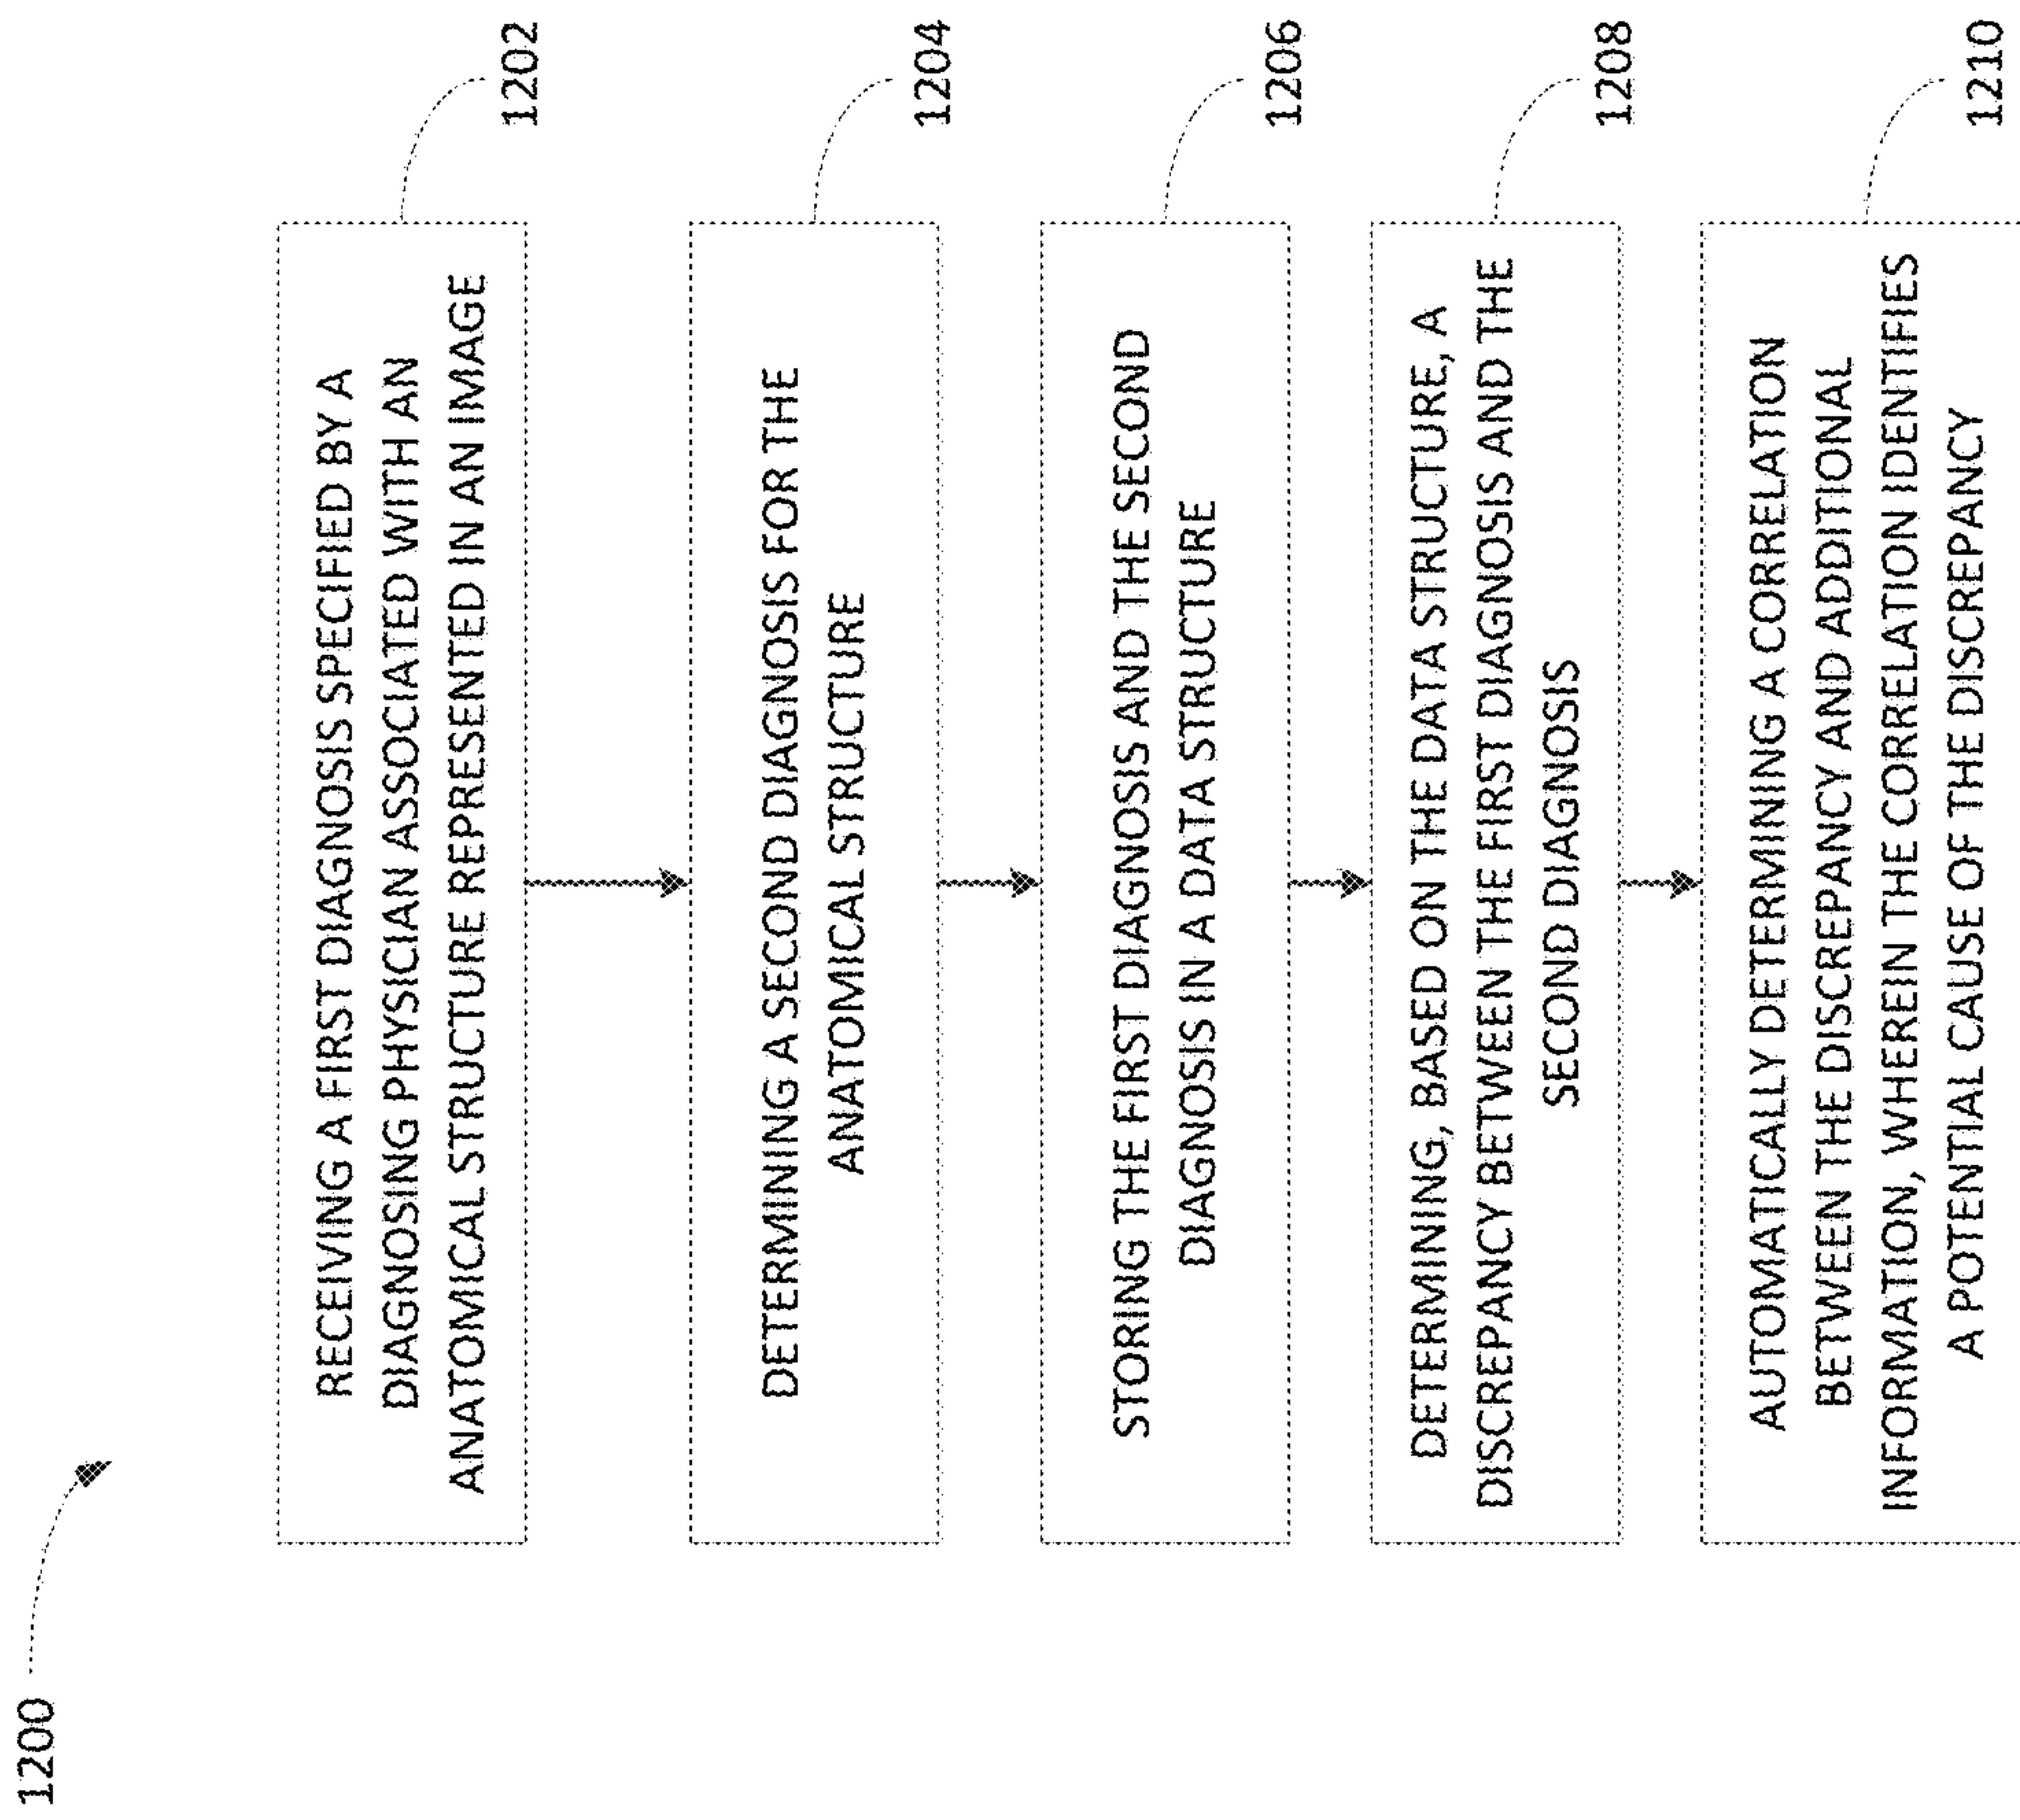 1200
RECEIVING A FIRST DIAGNOSIS SPECIFIED BY A
DIAGNOSING PHYSICIAN ASSOCIATED WITH AN
ANATOMICAL STRUCTURE REPRESENTED IN AN IMAGE
1202
DETERMINING A SECOND DIAGNOSIS FOR THE
ANATOMICAL STRUCTURE
1204
STORING THE FIRST DIAGNOSIS AND THE SECOND
DIAGNOSIS IN A DATA STRUCTURE
1206
DETERMINING, BASED ON THE DATA STRUCTURE, A
DISCREPANCY BETWEEN THE FIRST DIAGNOSIS AND THE
SECOND DIAGNOSIS
1208
AUTOMATICALLY DETERMINING A CORRELATION
BETWEEN THE DISCREPANCY AND ADDITIONAL
INFORMATION, WHEREIN THE CORRELATION IDENTIFIES
A POTENTIAL CAUSE OF THE DISCREPANCY
1210